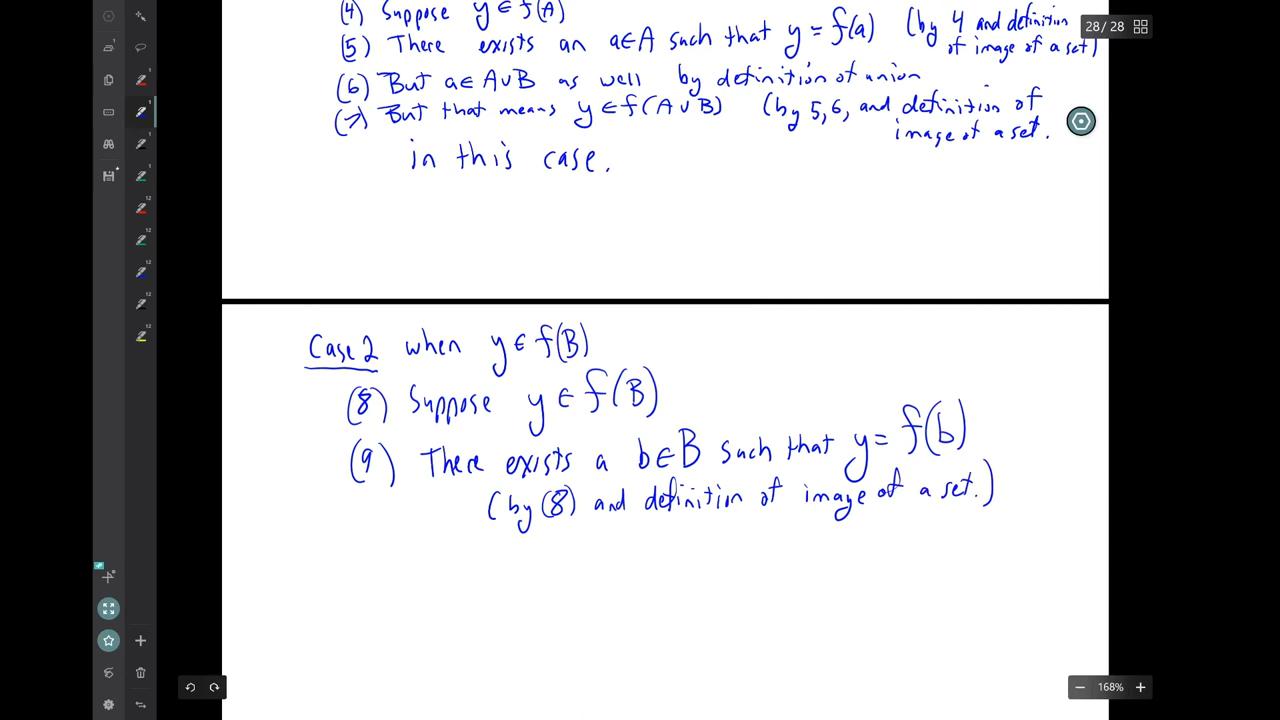 (4) Suppose y ∈ f(A)
28/28
(5) There exists an a∈A such that y = f(a) (by 4 and definition
of image of a set)
(6) But a∈ A∪B as well by definition of union
(7) But that means y ∈ f(A∪B) (by 5,6, and definition of
image of a set.
in this case.
Case 2 when y ∈ f(B)
(8) Suppose y ∈ f(B)
(9) There exists a b∈B such that y = f(b)
(by (8) and definition of image of a set.)
168%